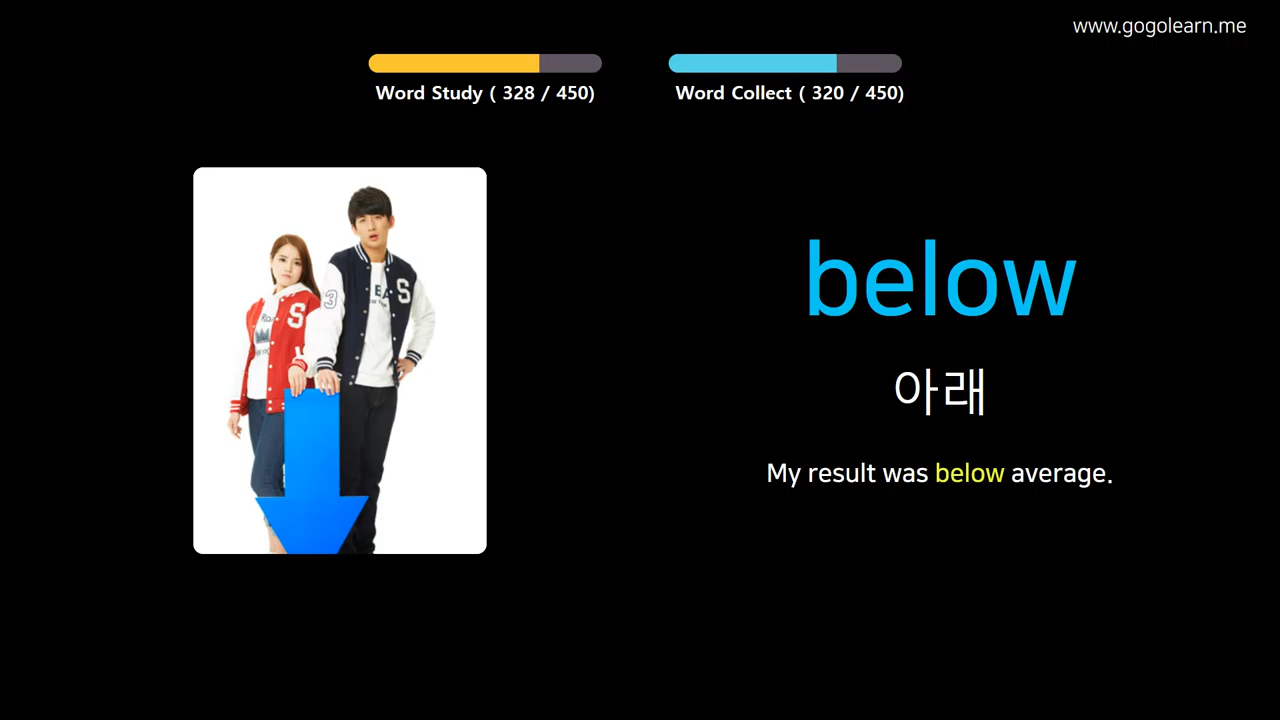 www.gogolearn.me
Word Study ( 328 / 450)
Word Collect ( 320 / 450)
S
3
S
below
아래
My result was below average.